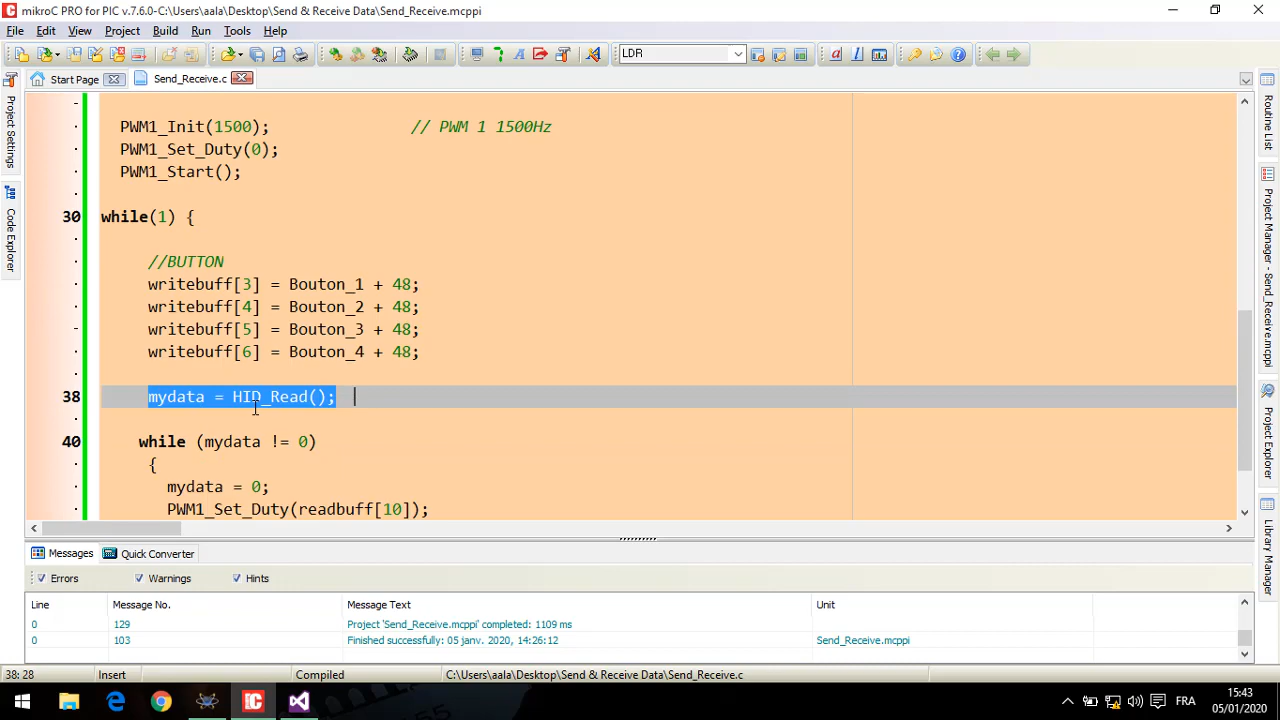 mikroC PRO for PIC v.7.6.0-C:\Users\aala\Desktop\Send & Receive Data\Send_Receive.mcppi
File Edit View Project Build Run Tools Help
LDR
Start Page Send_Receive.c
Project Settings
Code Explorer
Routine List
Project Manager - Send_Receive.mcppi
Project Explorer
Library Manager
PWM1_Init(1500); // PWM 1 1500Hz
PWM1_Set_Duty(0);
PWM1_Start();
30 while(1) {
//BUTTON
writebuff[3] = Bouton_1 + 48;
writebuff[4] = Bouton_2 + 48;
writebuff[5] = Bouton_3 + 48;
writebuff[6] = Bouton_4 + 48;
38 mydata = HID_Read();
40 while (mydata != 0)
{
mydata = 0;
PWM1_Set_Duty(readbuff[10]);
Messages Quick Converter
Errors Warnings Hints
Line Message No. Message Text Unit
0 129 Project 'Send_Receive.mcppi' completed: 1109 ms
0 103 Finished successfully: 05 janv. 2020, 14:26:12 Send_Receive.mcppi
38: 28 Insert Compiled C:\Users\aala\Desktop\Send & Receive Data\Send_Receive.c
FRA 15:43
05/01/2020